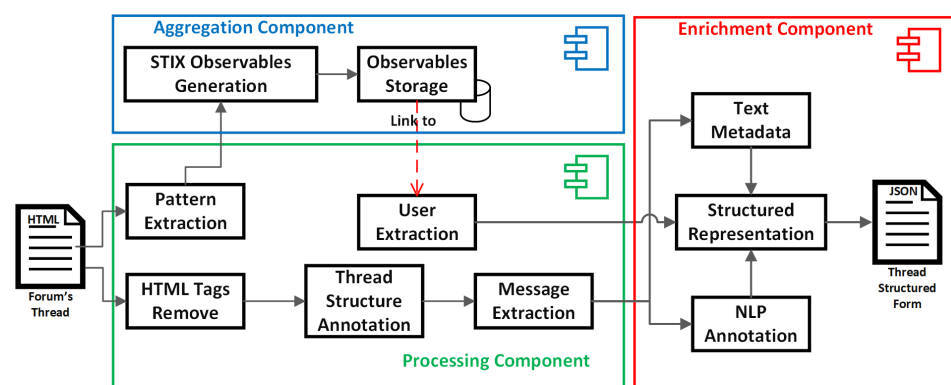 Aggregation Component
Enrichment Component
STIX Observables
Generation
Observables
Storage
Link to
Text
Metadata
Pattern
Extraction
User
Extraction
Structured
Representation
HTML
Forum's
Thread
JSON
Thread
Structured
Form
HTML Tags
Remove
Thread
Structure
Annotation
Message
Extraction
NLP
Annotation
Processing Component